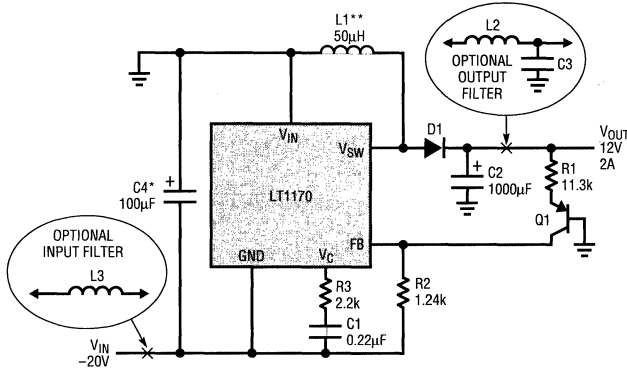 L1**
50µH
L2
C3
OPTIONAL
OUTPUT
FILTER
VIN
VSW
D1
VOUT
12V
2A
C4*
100µF
+
LT1170
+
C2
1000µF
R1
11.3k
Q1
OPTIONAL
INPUT FILTER
L3
GND
VC
FB
R3
2.2k
R2
1.24k
C1
0.22µF
VIN
–20V